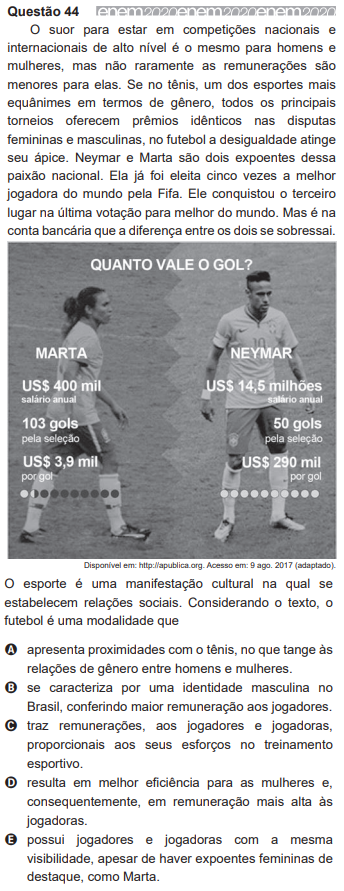 Questão 44 enem2020 enem2020 enem2020
O suor para estar em competições nacionais e
internacionais de alto nível é o mesmo para homens e
mulheres, mas não raramente as remunerações são
menores para elas. Se no tênis, um dos esportes mais
equânimes em termos de gênero, todos os principais
torneios oferecem prêmios idênticos nas disputas
femininas e masculinas, no futebol a desigualdade atinge
seu ápice. Neymar e Marta são dois expoentes dessa
paixão nacional. Ela já foi eleita cinco vezes a melhor
jogadora do mundo pela Fifa. Ele conquistou o terceiro
lugar na última votação para melhor do mundo. Mas é na
conta bancária que a diferença entre os dois se sobressai.
QUANTO VALE O GOL?
MARTA
US$ 400 mil
salário anual
103 gols
pela seleção
US$ 3,9 mil
por gol
NEYMAR
US$ 14,5 milhões
salário anual
50 gols
pela seleção
US$ 290 mil
por gol
Disponível em: http://apublica.org. Acesso em: 9 ago. 2017 (adaptado).
O esporte é uma manifestação cultural na qual se
estabelecem relações sociais. Considerando o texto, o
futebol é uma modalidade que
A apresenta proximidades com o tênis, no que tange às
relações de gênero entre homens e mulheres.
B se caracteriza por uma identidade masculina no
Brasil, conferindo maior remuneração aos jogadores.
C traz remunerações, aos jogadores e jogadoras,
proporcionais aos seus esforços no treinamento
esportivo.
D resulta em melhor eficiência para as mulheres e,
consequentemente, em remuneração mais alta às
jogadoras.
E possui jogadores e jogadoras com a mesma
visibilidade, apesar de haver expoentes femininas de
destaque, como Marta.